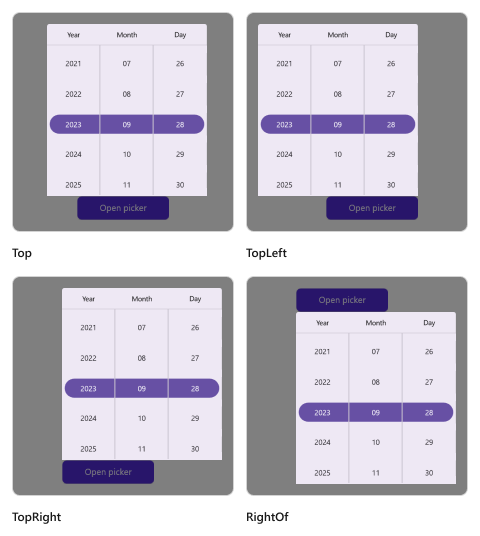 Year Month Day
2021 07 26
2022 08 27
2023 09 28
2024 10 29
2025 11 30
Open picker
Top
Year Month Day
2021 07 26
2022 08 27
2023 09 28
2024 10 29
2025 11 30
Open picker
TopLeft
Year Month Day
2021 07 26
2022 08 27
2023 09 28
2024 10 29
2025 11 30
Open picker
TopRight
Open picker
Year Month Day
2021 07 26
2022 08 27
2023 09 28
2024 10 29
2025 11 30
RightOf